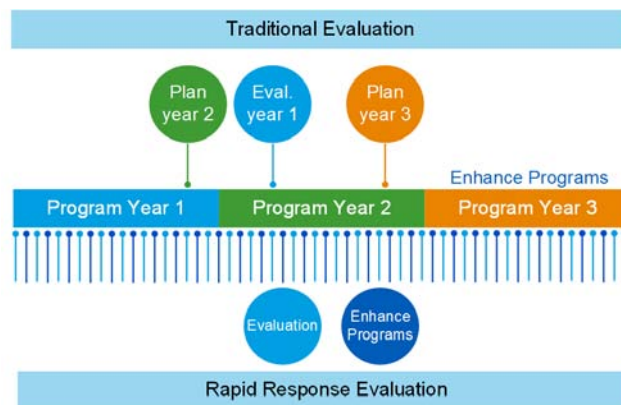 Traditional Evaluation
Plan
year 2
Eval.
year 1
Plan
year 3
Enhance Programs
Program Year 1
Program Year 2
Program Year 3
Evaluation
Enhance
Programs
Rapid Response Evaluation